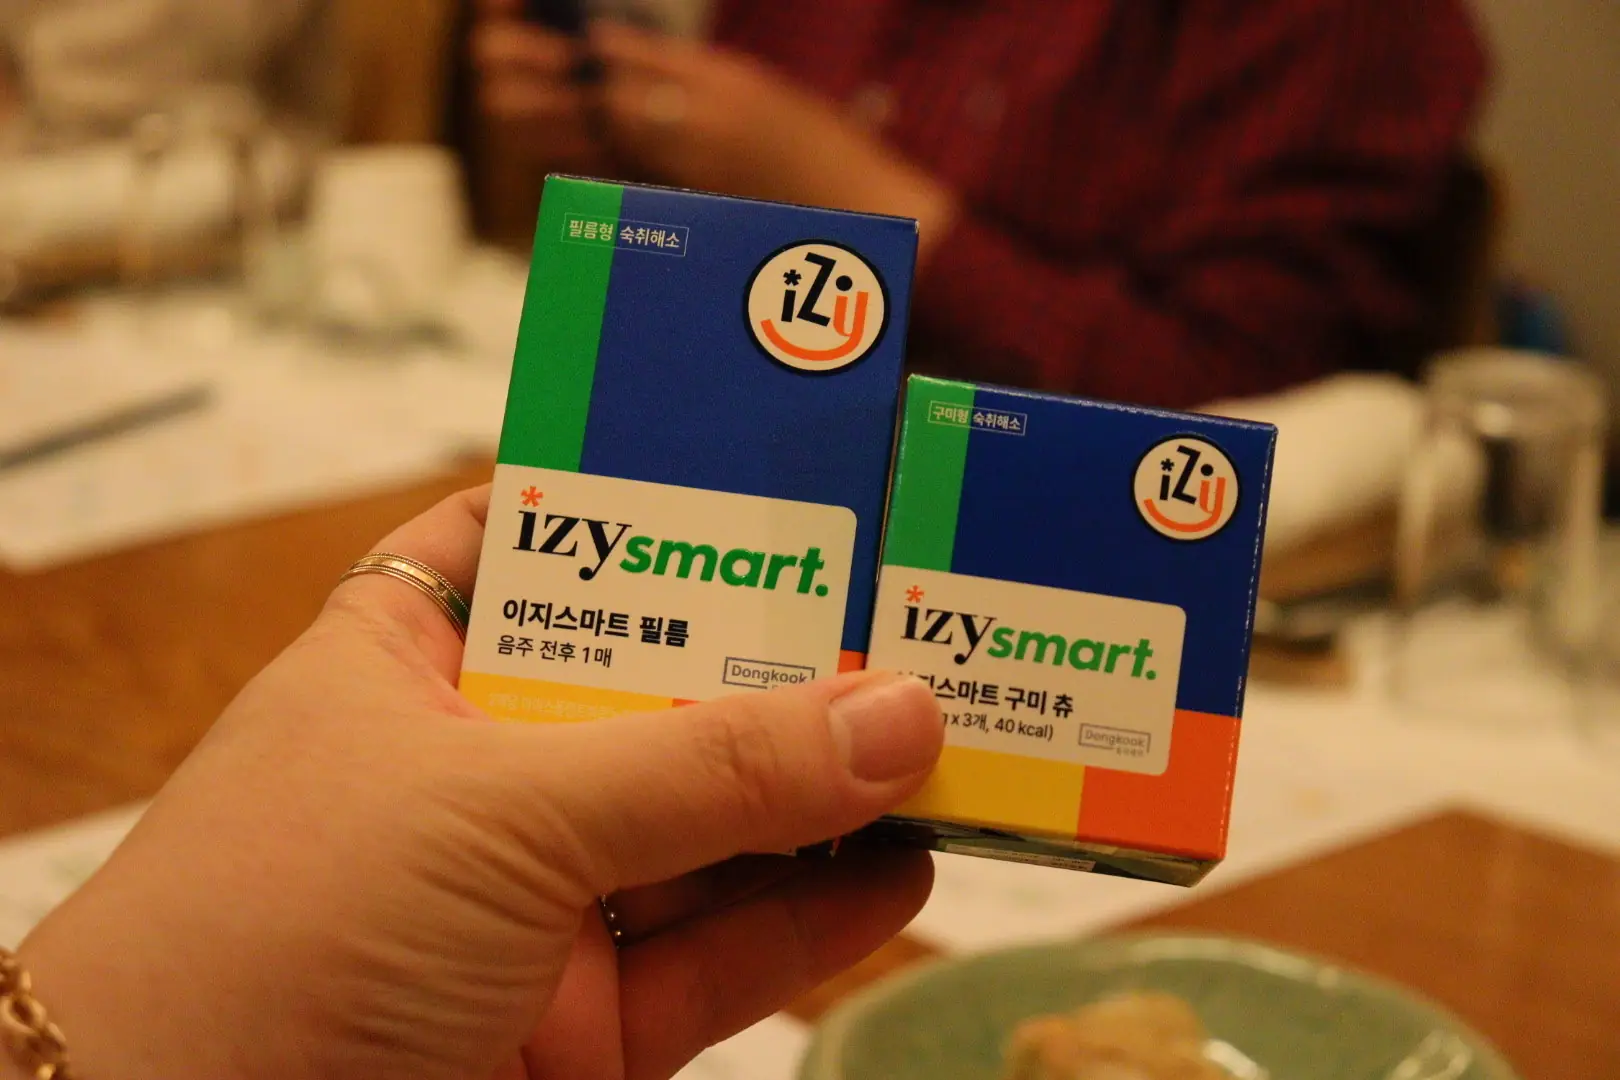 필름형 숙취해소
*izy
*izysmart.
이지스마트 필름
음주 전후 1매
Dongkook
구미형 숙취해소
*izy
*izysmart.
지스마트 구미 츄
x 3개, 40 kcal)
Dongkook